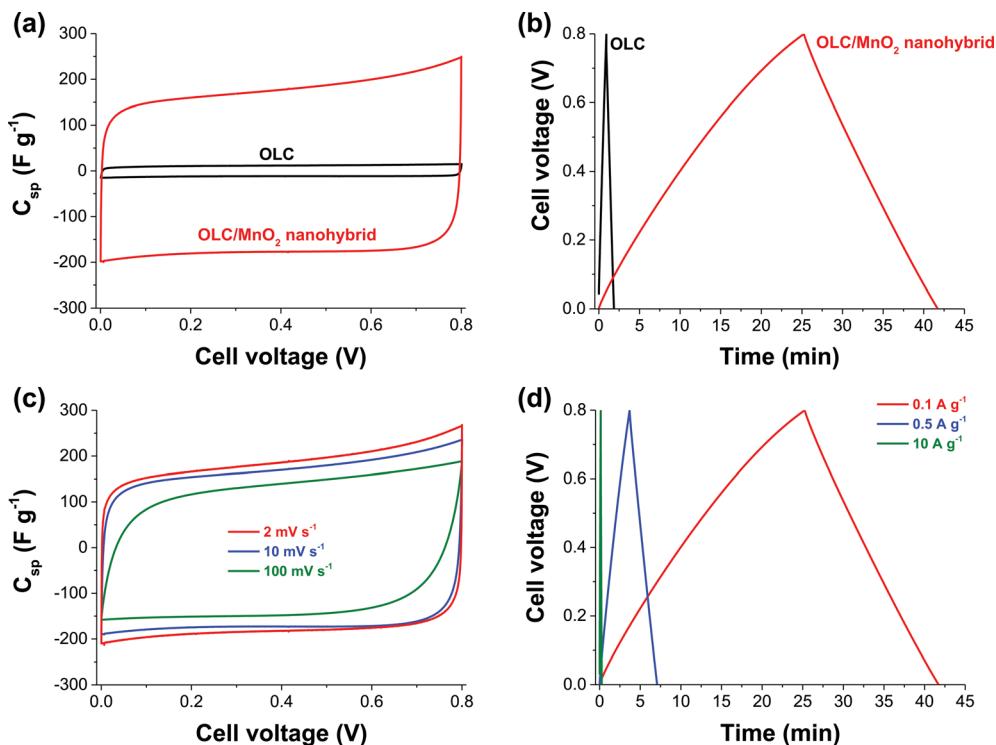 (a)
300
200
100
0
-100
-200
-300
C_sp (F g⁻¹)
OLC
OLC/MnO₂ nanohybrid
0.0 0.2 0.4 0.6 0.8
Cell voltage (V)
(b)
0.8
0.6
0.4
0.2
0.0
Cell voltage (V)
OLC
OLC/MnO₂ nanohybrid
0 5 10 15 20 25 30 35 40 45
Time (min)
(c)
300
200
100
0
-100
-200
-300
C_sp (F g⁻¹)
2 mV s⁻¹
10 mV s⁻¹
100 mV s⁻¹
0.0 0.2 0.4 0.6 0.8
Cell voltage (V)
(d)
0.8
0.6
0.4
0.2
0.0
Cell voltage (V)
0.1 A g⁻¹
0.5 A g⁻¹
10 A g⁻¹
0 5 10 15 20 25 30 35 40 45
Time (min)